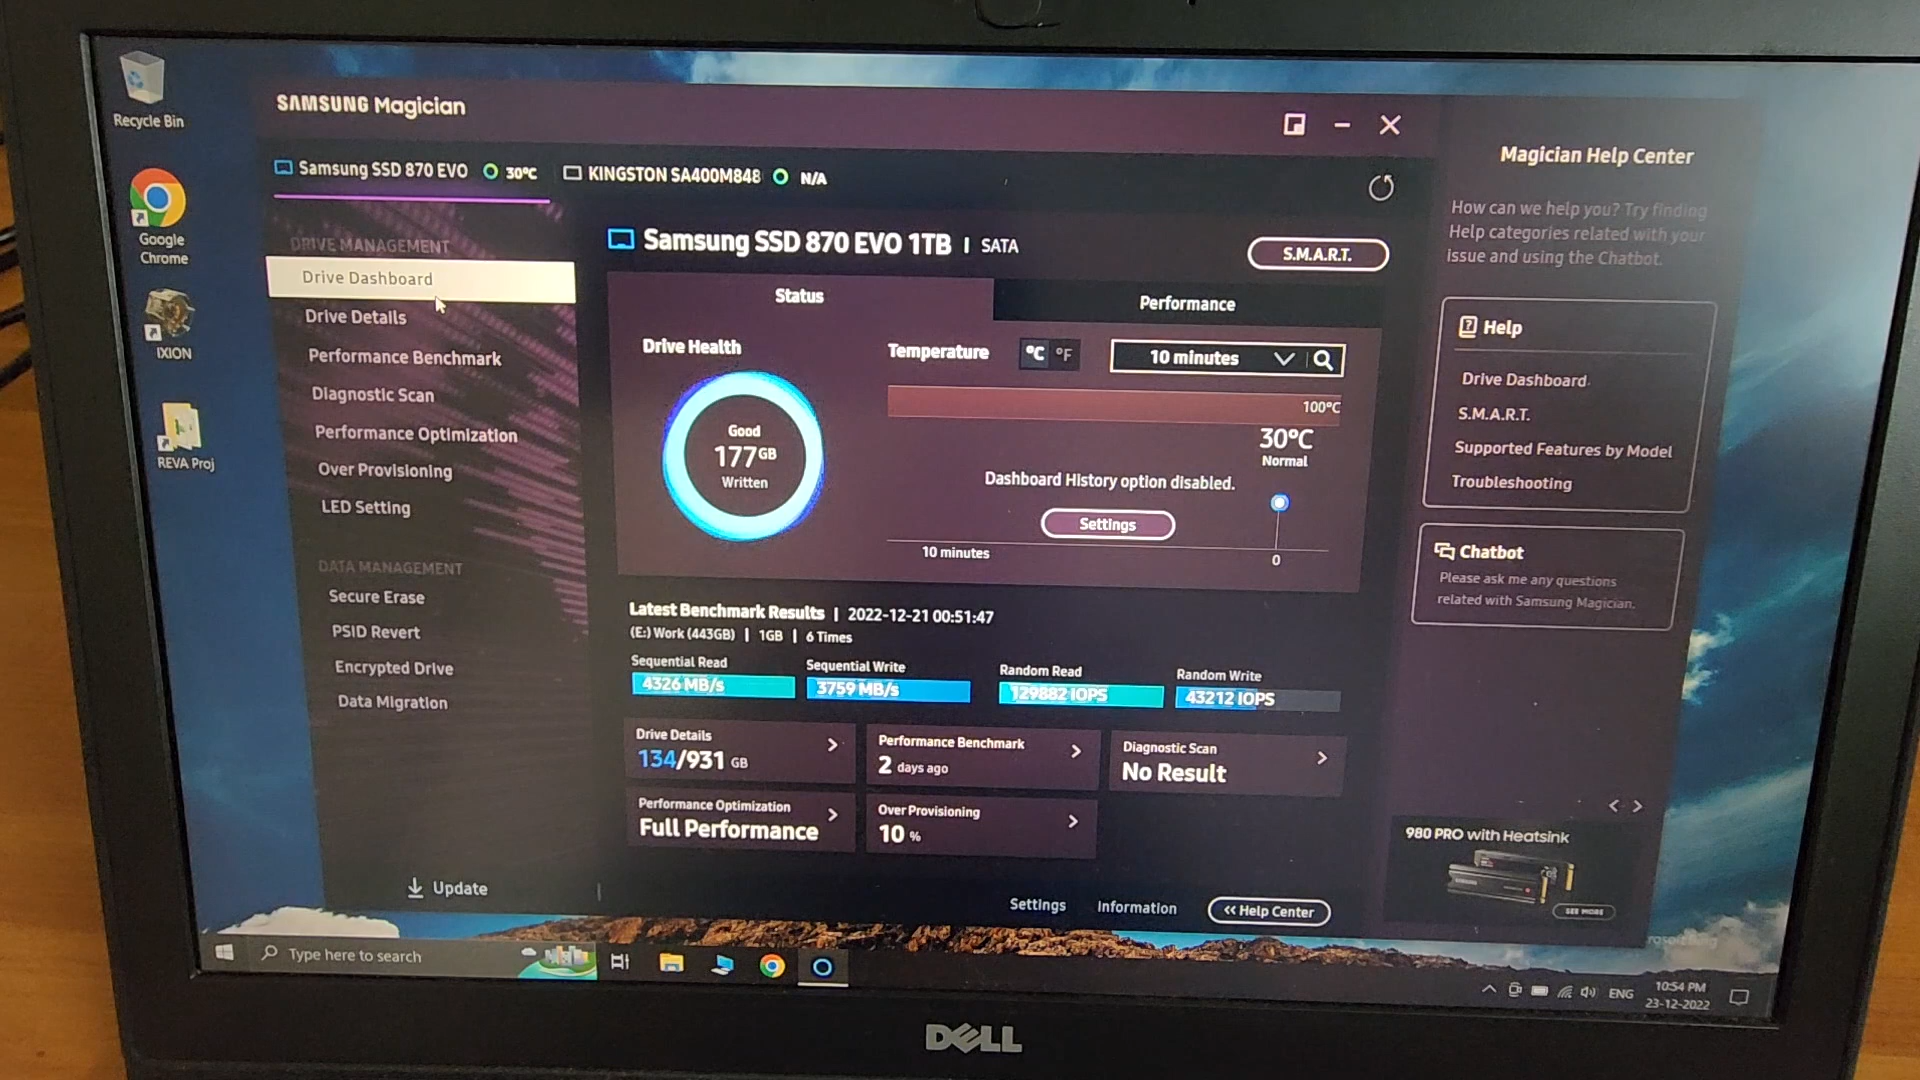 Recycle Bin
Google
Chrome
IXION
REVA Proj
SAMSUNG Magician
Samsung SSD 870 EVO 30°C KINGSTON SA400M848 N/A
DRIVE MANAGEMENT
Drive Dashboard
Drive Details
Performance Benchmark
Diagnostic Scan
Performance Optimization
Over Provisioning
LED Setting
DATA MANAGEMENT
Secure Erase
PSID Revert
Encrypted Drive
Data Migration
Update
Samsung SSD 870 EVO 1TB | SATA
S.M.A.R.T.
Status
Performance
Drive Health
Good
177GB
Written
Temperature °C °F 10 minutes
100°C
30°C
Normal
Dashboard History option disabled.
Settings
10 minutes 0
Latest Benchmark Results | 2022-12-21 00:51:47
(E:) Work (443GB) | 1GB | 6 Times
Sequential Read Sequential Write Random Read Random Write
4326 MB/s 3759 MB/s 129882 IOPS 43212 IOPS
Drive Details
134/931 GB
Performance Benchmark
2 days ago
Diagnostic Scan
No Result
Performance Optimization
Full Performance
Over Provisioning
10 %
Settings Information << Help Center
Magician Help Center
How can we help you? Try finding
Help categories related with your
issue and using the Chatbot.
Help
Drive Dashboard
S.M.A.R.T.
Supported Features by Model
Troubleshooting
Chatbot
Please ask me any questions
related with Samsung Magician.
980 PRO with Heatsink
SEE MORE
Type here to search
ENG
10:54 PM
23-12-2022
DELL